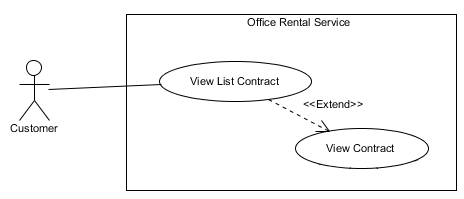 Office Rental Service
View List Contract
<<Extend>>
Customer
View Contract